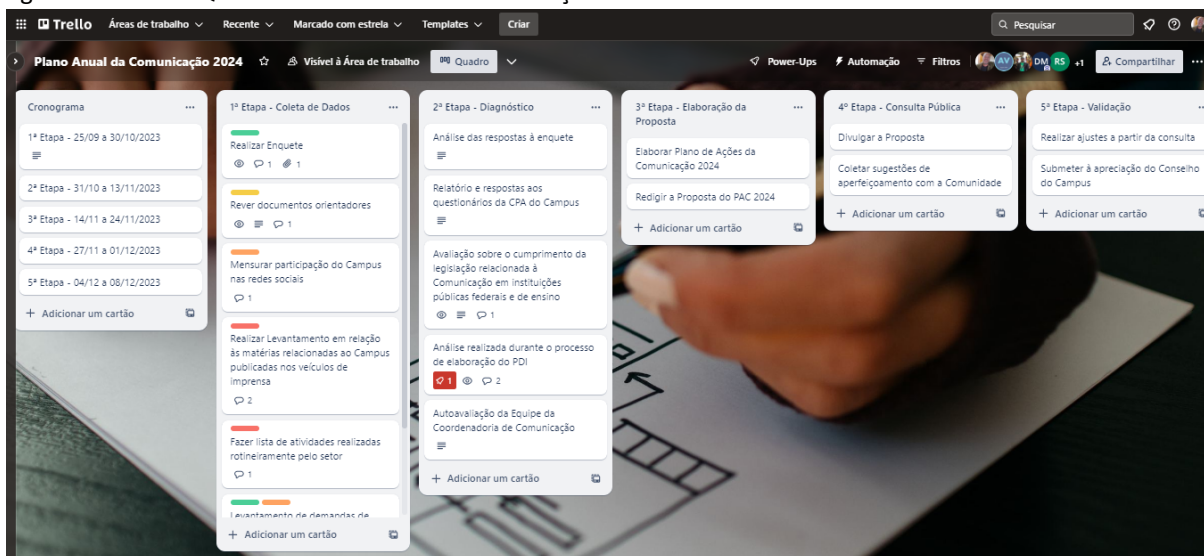 Trello Áreas de trabalho Recente Marcado com estrela Templates Criar Pesquisar
Plano Anual da Comunicação 2024 Visível à Área de trabalho Quadro Power-Ups Automação Filtros AV DM RS +1 Compartilhar
Cronograma
1ª Etapa - 25/09 a 30/10/2023
2ª Etapa - 31/10 a 13/11/2023
3ª Etapa - 14/11 a 24/11/2023
4ª Etapa - 27/11 a 01/12/2023
5ª Etapa - 04/12 a 08/12/2023
+ Adicionar um cartão
1ª Etapa - Coleta de Dados
Realizar Enquete
1 1
Rever documentos orientadores
1
Mensurar participação do Campus
nas redes sociais
1
Realizar Levantamento em relação
às matérias relacionadas ao Campus
publicadas nos veículos de
imprensa
2
Fazer lista de atividades realizadas
rotineiramente pelo setor
1
Levantamento de demandas de
+ Adicionar um cartão
2ª Etapa - Diagnóstico
Análise das respostas à enquete
Relatório e respostas aos
questionários da CPA do Campus
Avaliação sobre o cumprimento da
legislação relacionada à
Comunicação em instituições
públicas federais e de ensino
1
Análise realizada durante o processo
de elaboração do PDI
1 2
Autoavaliação da Equipe da
Coordenadoria de Comunicação
+ Adicionar um cartão
3ª Etapa - Elaboração da
Proposta
Elaborar Plano de Ações da
Comunicação 2024
Redigir a Proposta do PAC 2024
+ Adicionar um cartão
4º Etapa - Consulta Pública
Divulgar a Proposta
Coletar sugestões de
aperfeiçoamento com a Comunidade
+ Adicionar um cartão
5ª Etapa - Validação
Realizar ajustes a partir da consulta
Submeter à apreciação do Conselho
do Campus
+ Adicionar um cartão